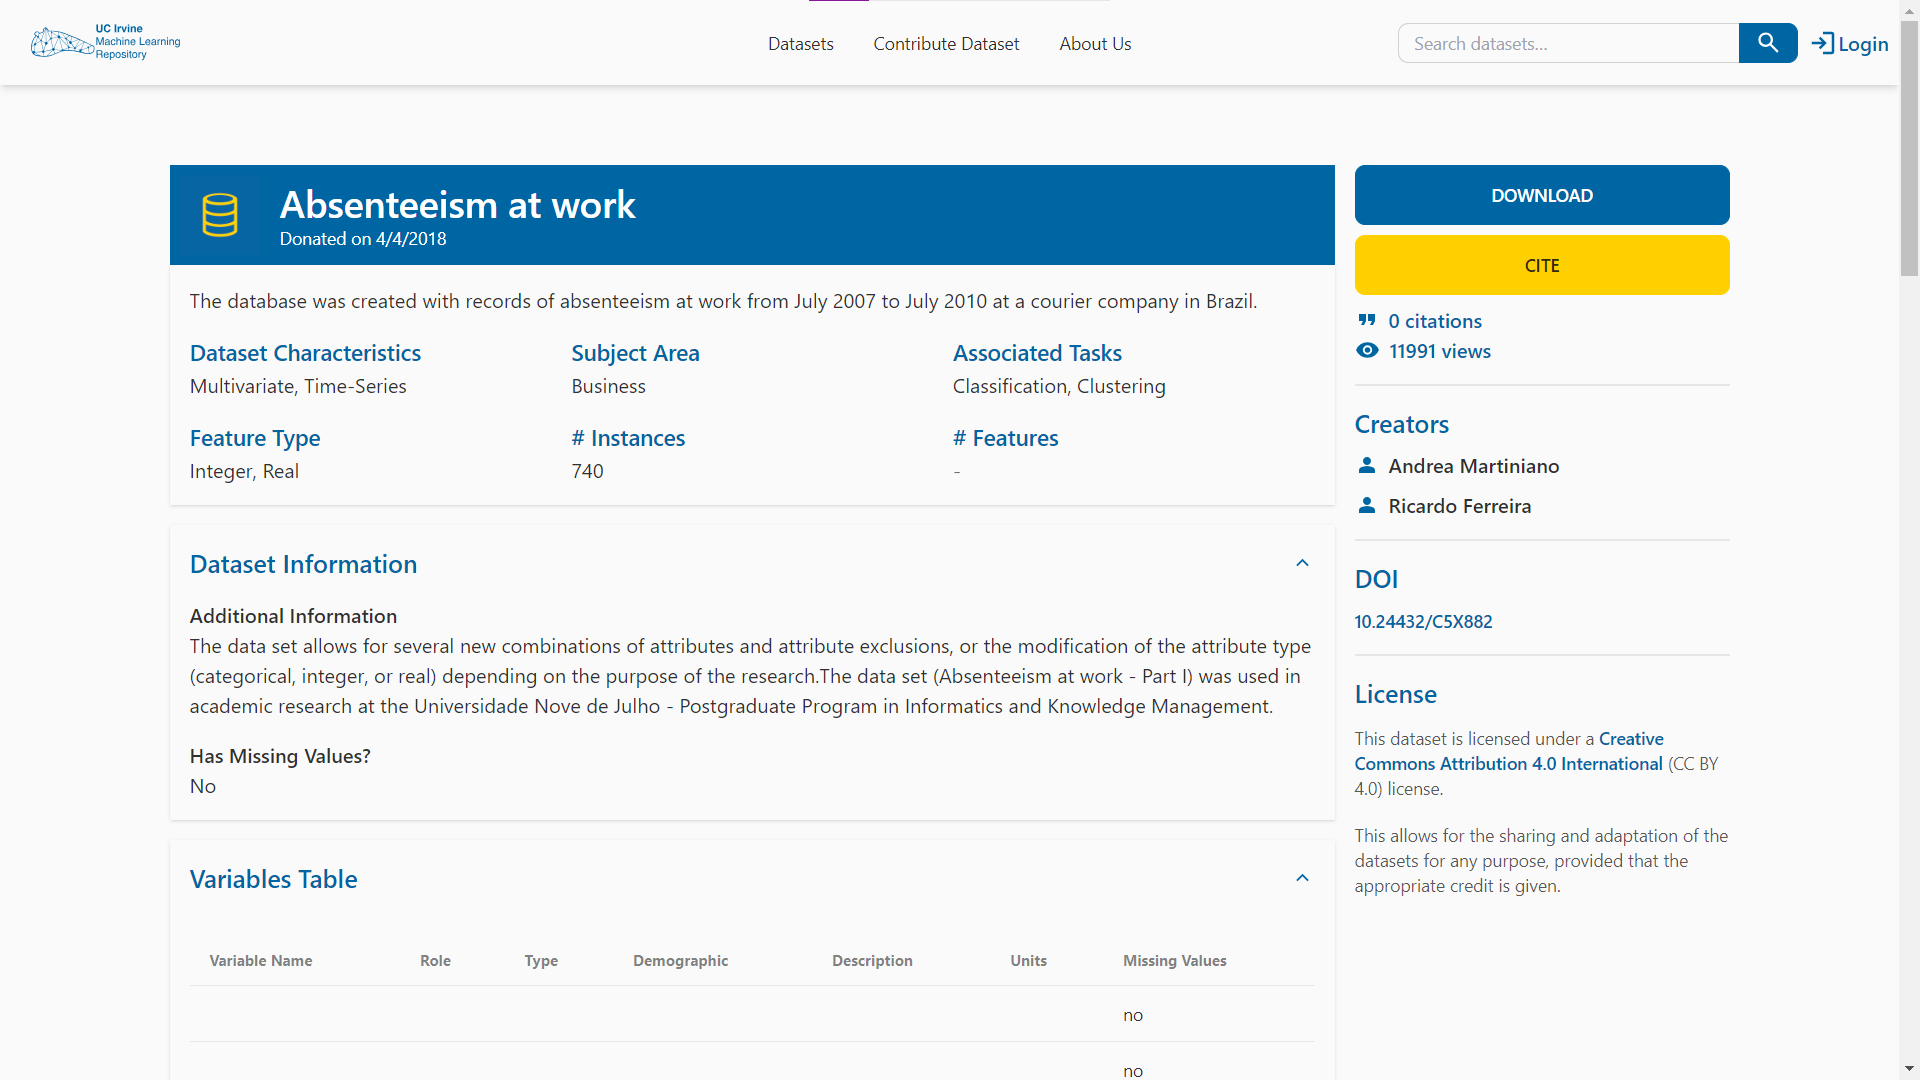 UC Irvine
Machine Learning
Repository
Datasets
Contribute Dataset
About Us
Search datasets...
Login
Absenteeism at work
Donated on 4/4/2018
The database was created with records of absenteeism at work from July 2007 to July 2010 at a courier company in Brazil.
Dataset Characteristics
Multivariate, Time-Series
Subject Area
Business
Associated Tasks
Classification, Clustering
Feature Type
Integer, Real
# Instances
740
# Features
-
Dataset Information
Additional Information
The data set allows for several new combinations of attributes and attribute exclusions, or the modification of the attribute type
(categorical, integer, or real) depending on the purpose of the research.The data set (Absenteeism at work - Part I) was used in
academic research at the Universidade Nove de Julho - Postgraduate Program in Informatics and Knowledge Management.
Has Missing Values?
No
Variables Table
Variable Name Role Type Demographic Description Units Missing Values
no
no
DOWNLOAD
CITE
0 citations
11991 views
Creators
Andrea Martiniano
Ricardo Ferreira
DOI
10.24432/C5X882
License
This dataset is licensed under a Creative
Commons Attribution 4.0 International (CC BY
4.0) license.
This allows for the sharing and adaptation of the
datasets for any purpose, provided that the
appropriate credit is given.